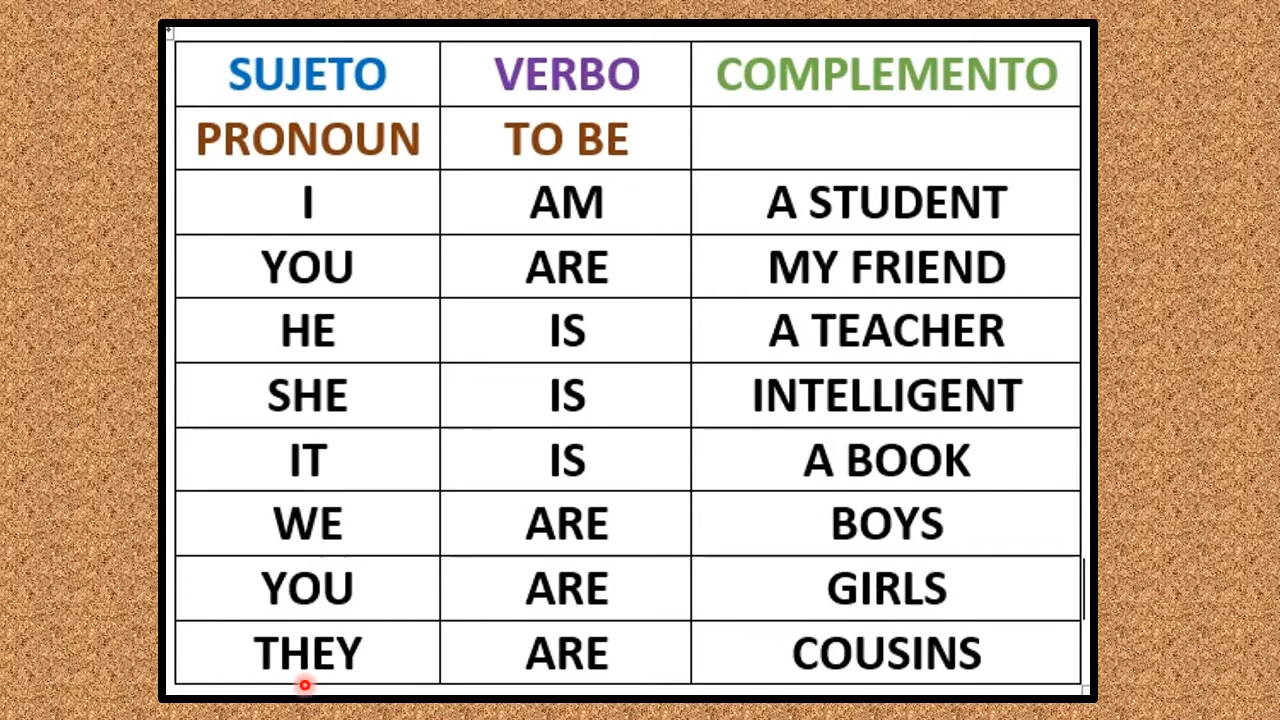 SUJETO VERBO COMPLEMENTO
PRONOUN TO BE
I AM A STUDENT
YOU ARE MY FRIEND
HE IS A TEACHER
SHE IS INTELLIGENT
IT IS A BOOK
WE ARE BOYS
YOU ARE GIRLS
THEY ARE COUSINS